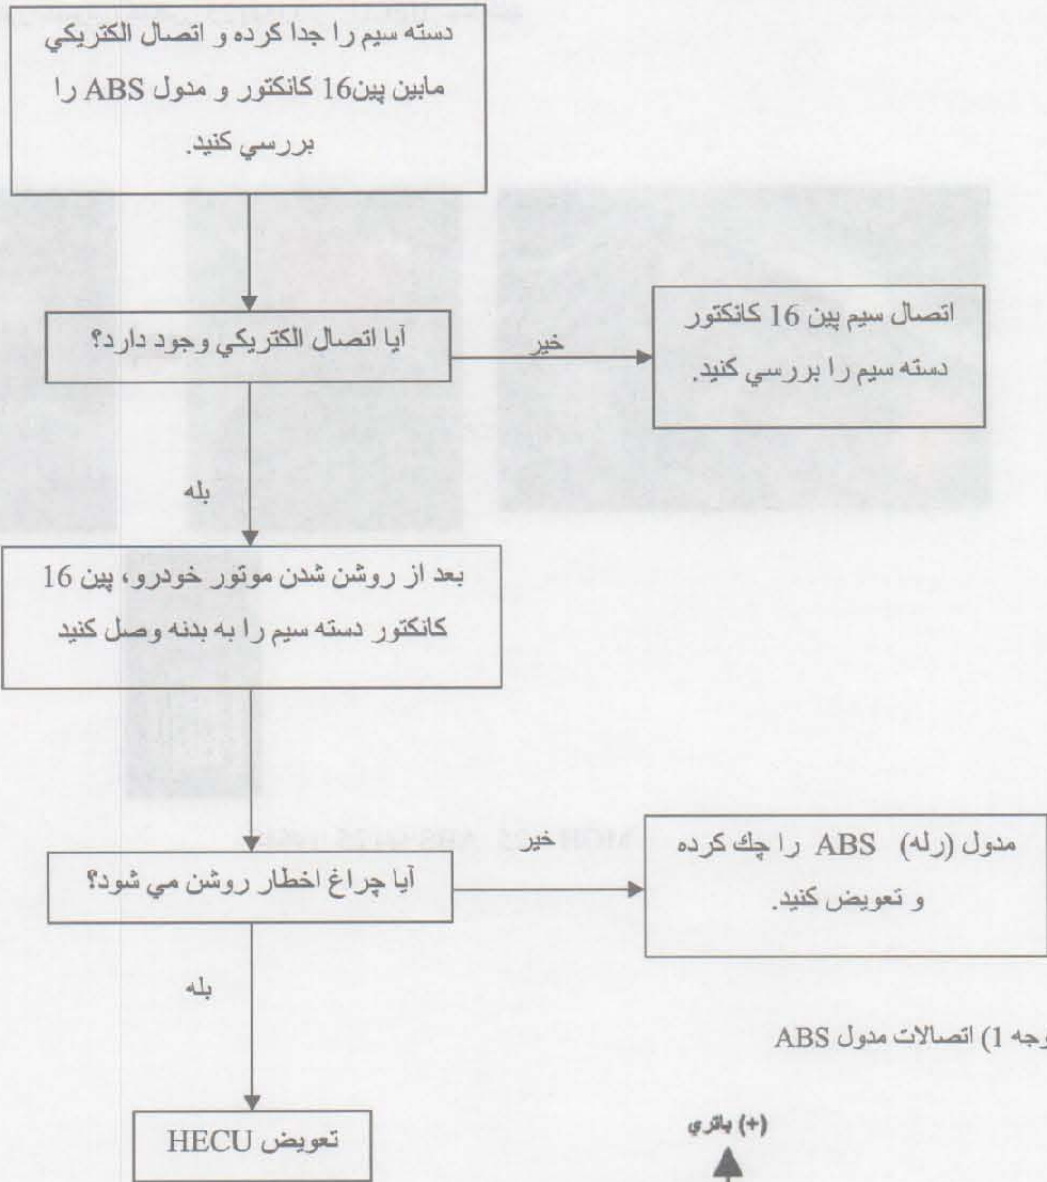 دسته سيم را جدا كرده و اتصال الكتريكي
مابين پين16 كانكتور و مدول ABS را
بررسي كنيد.
آيا اتصال الكتريكي وجود دارد؟
خير
اتصال سيم پين 16 كانكتور
دسته سيم را بررسي كنيد.
بله
بعد از روشن شدن موتور خودرو، پين 16
كانكتور دسته سيم را به بدنه وصل كنيد
آيا چراغ اخطار روشن مي شود؟
خير
مدول (رله) ABS را چك كرده
و تعويض كنيد.
بله
وجه 1) اتصالات مدول ABS
تعويض HECU
(+) باتري